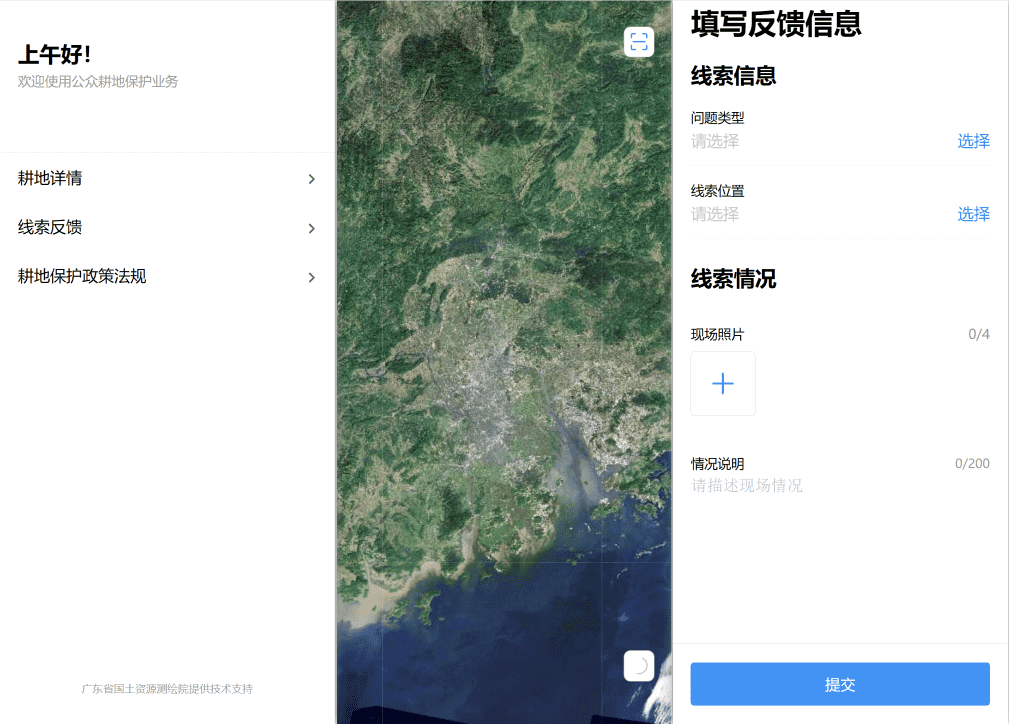 上午好！
欢迎使用公众耕地保护业务
耕地详情
线索反馈
耕地保护政策法规
广东省国土资源测绘院提供技术支持
填写反馈信息
线索信息
问题类型
请选择 选择
线索位置
请选择 选择
线索情况
现场照片 0/4
情况说明 0/200
请描述现场情况
提交